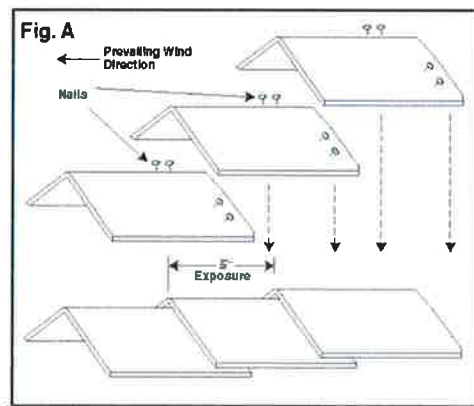 Fig. A
Prevailing Wind
Direction
Nails
5"
Exposure